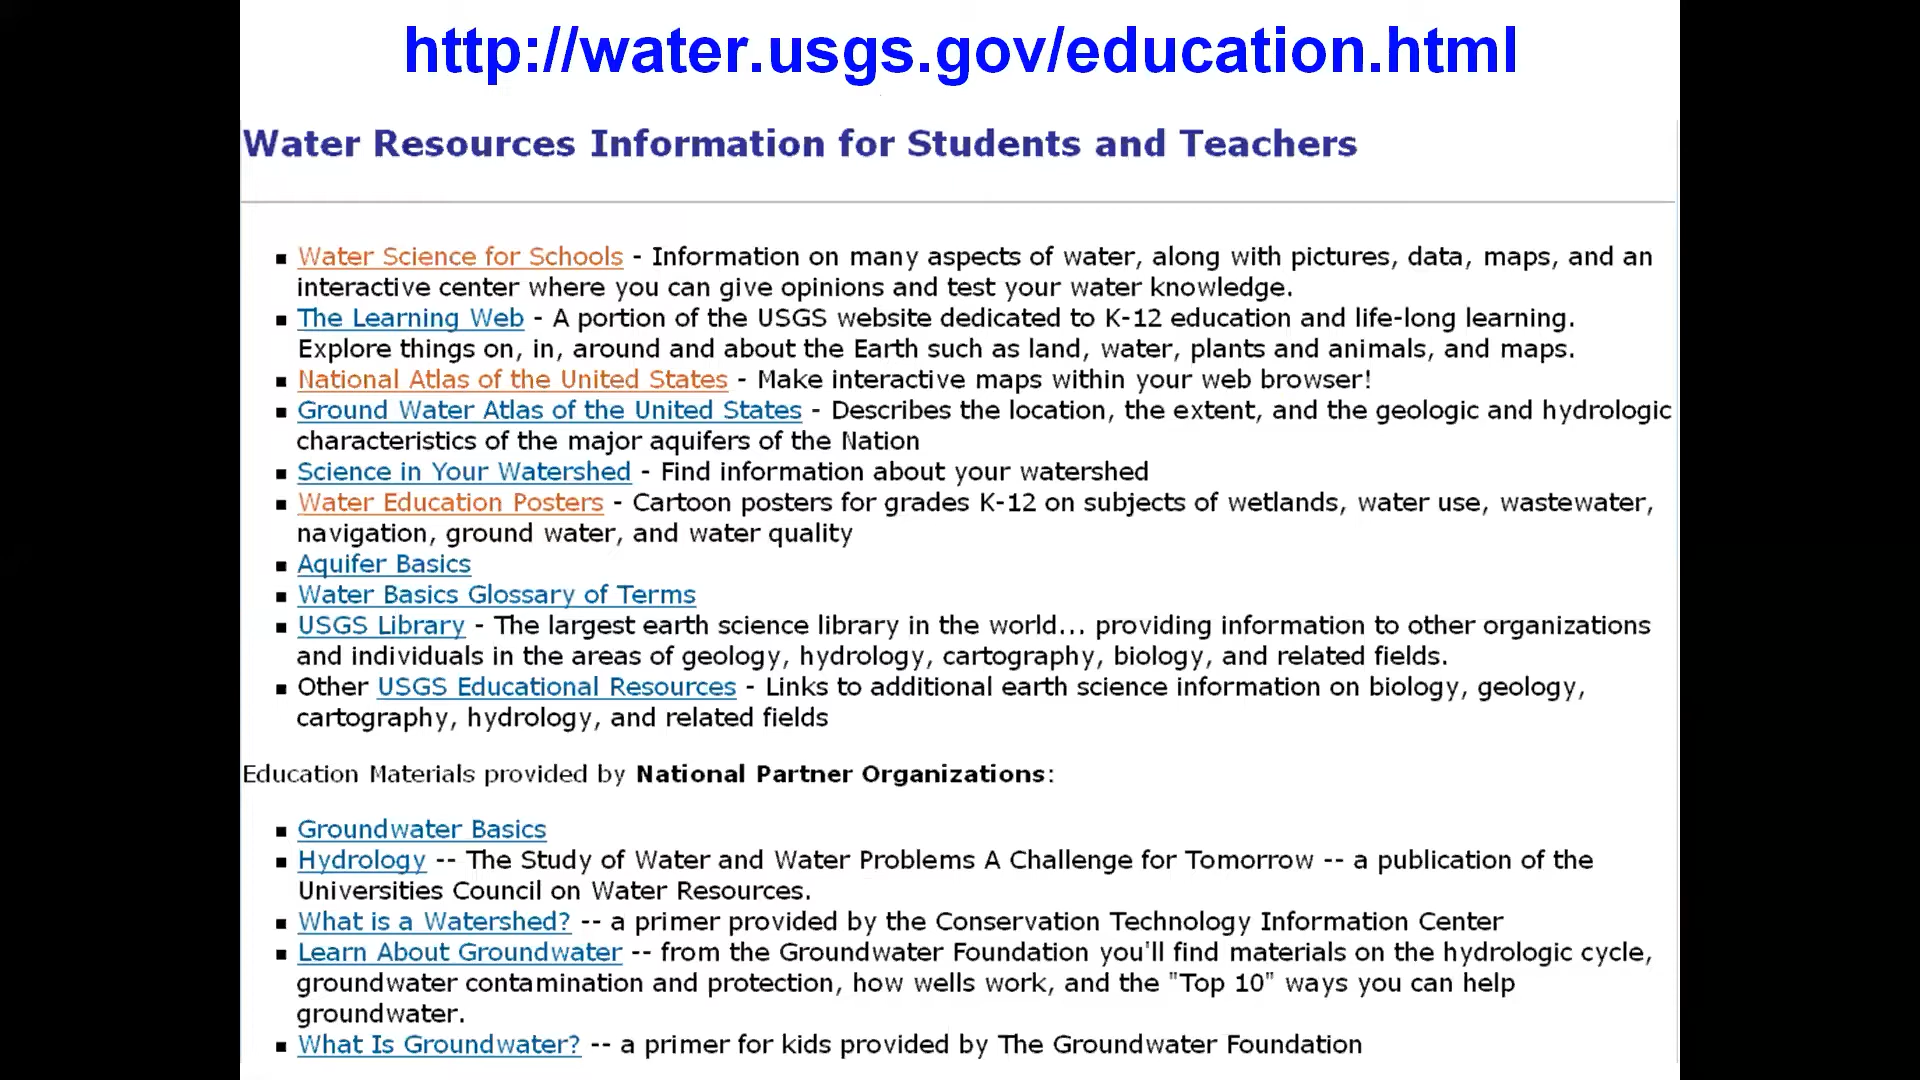 http://water.usgs.gov/education.html
Water Resources Information for Students and Teachers
Water Science for Schools - Information on many aspects of water, along with pictures, data, maps, and an
interactive center where you can give opinions and test your water knowledge.
The Learning Web - A portion of the USGS website dedicated to K-12 education and life-long learning.
Explore things on, in, around and about the Earth such as land, water, plants and animals, and maps.
National Atlas of the United States - Make interactive maps within your web browser!
Ground Water Atlas of the United States - Describes the location, the extent, and the geologic and hydrologic
characteristics of the major aquifers of the Nation
Science in Your Watershed - Find information about your watershed
Water Education Posters - Cartoon posters for grades K-12 on subjects of wetlands, water use, wastewater,
navigation, ground water, and water quality
Aquifer Basics
Water Basics Glossary of Terms
USGS Library - The largest earth science library in the world... providing information to other organizations
and individuals in the areas of geology, hydrology, cartography, biology, and related fields.
Other USGS Educational Resources - Links to additional earth science information on biology, geology,
cartography, hydrology, and related fields
Education Materials provided by National Partner Organizations:
Groundwater Basics
Hydrology -- The Study of Water and Water Problems A Challenge for Tomorrow -- a publication of the
Universities Council on Water Resources.
What is a Watershed? -- a primer provided by the Conservation Technology Information Center
Learn About Groundwater -- from the Groundwater Foundation you'll find materials on the hydrologic cycle,
groundwater contamination and protection, how wells work, and the "Top 10" ways you can help
groundwater.
What Is Groundwater? -- a primer for kids provided by The Groundwater Foundation